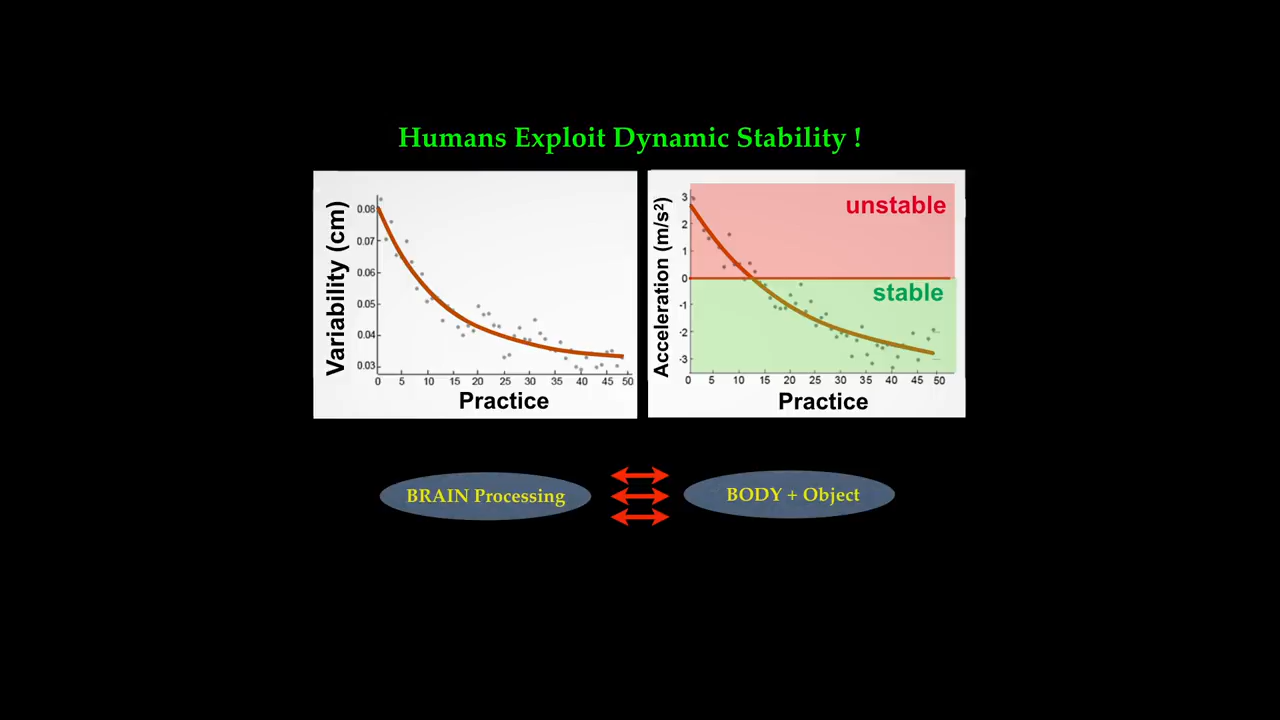 Humans Exploit Dynamic Stability !
Variability (cm)
0.08
0.07
0.06
0.05
0.04
0.03
0 5 10 15 20 25 30 35 40 45 50
Practice
Acceleration (m/s²)
3
2
1
0
-1
-2
-3
unstable
stable
0 5 10 15 20 25 30 35 40 45 50
Practice
BRAIN Processing
BODY + Object